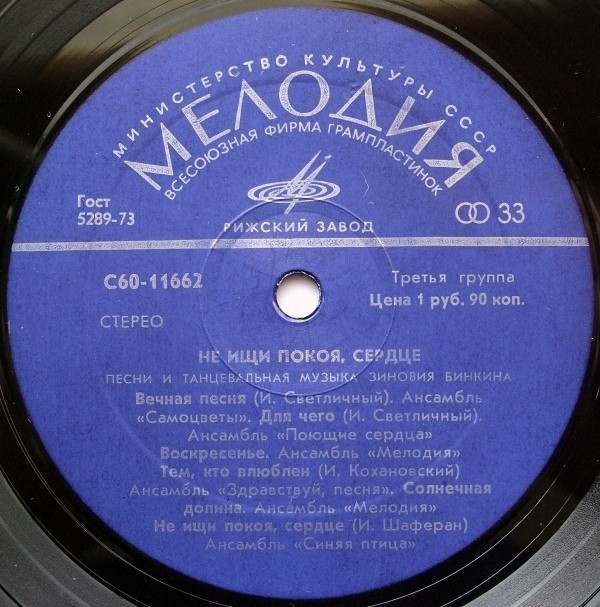 МИНИСТЕРСТВО КУЛЬТУРЫ СССР
МЕЛОДИЯ
ВСЕСОЮЗНАЯ ФИРМА ГРАМПЛАСТИНОК
Гост
5289-73
33
РИЖСКИЙ ЗАВОД
С60-11662
Третья группа
Цена 1 руб. 90 коп.
СТЕРЕО
НЕ ИЩИ ПОКОЯ, СЕРДЦЕ
ПЕСНИ И ТАНЦЕВАЛЬНАЯ МУЗЫКА ЗИНОВИЯ БИНКИНА
Вечная песня (И. Светличный). Ансамбль
«Самоцветы». Для чего (И. Светличный).
Ансамбль «Поющие сердца»
Воскресенье. Ансамбль «Мелодия»
Тем, кто влюблен (И. Кохановский)
Ансамбль «Здравствуй, песня». Солнечная
долина. Ансамбль «Мелодия»
Не ищи покоя, сердце (И. Шаферан)
Ансамбль «Синяя птица»